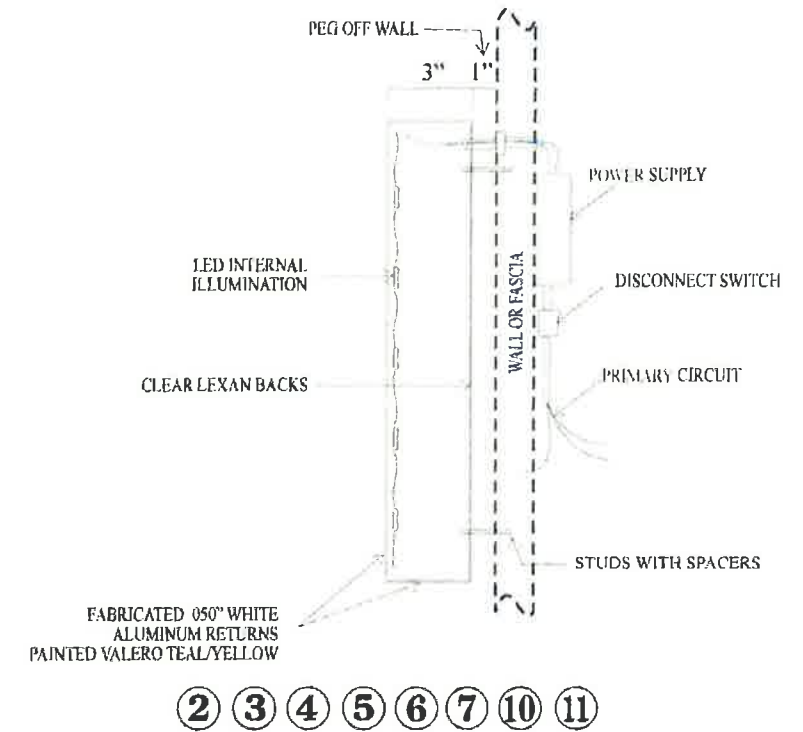 PEG OFF WALL
3" 1"
POWER SUPPLY
LED INTERNAL
ILLUMINATION
DISCONNECT SWITCH
WALL OR FASCIA
CLEAR LEXAN BACKS
PRIMARY CIRCUIT
STUDS WITH SPACERS
FABRICATED .050" WHITE
ALUMINUM RETURNS
PAINTED VALERO TEAL/YELLOW
2 3 4 5 6 7 10 11